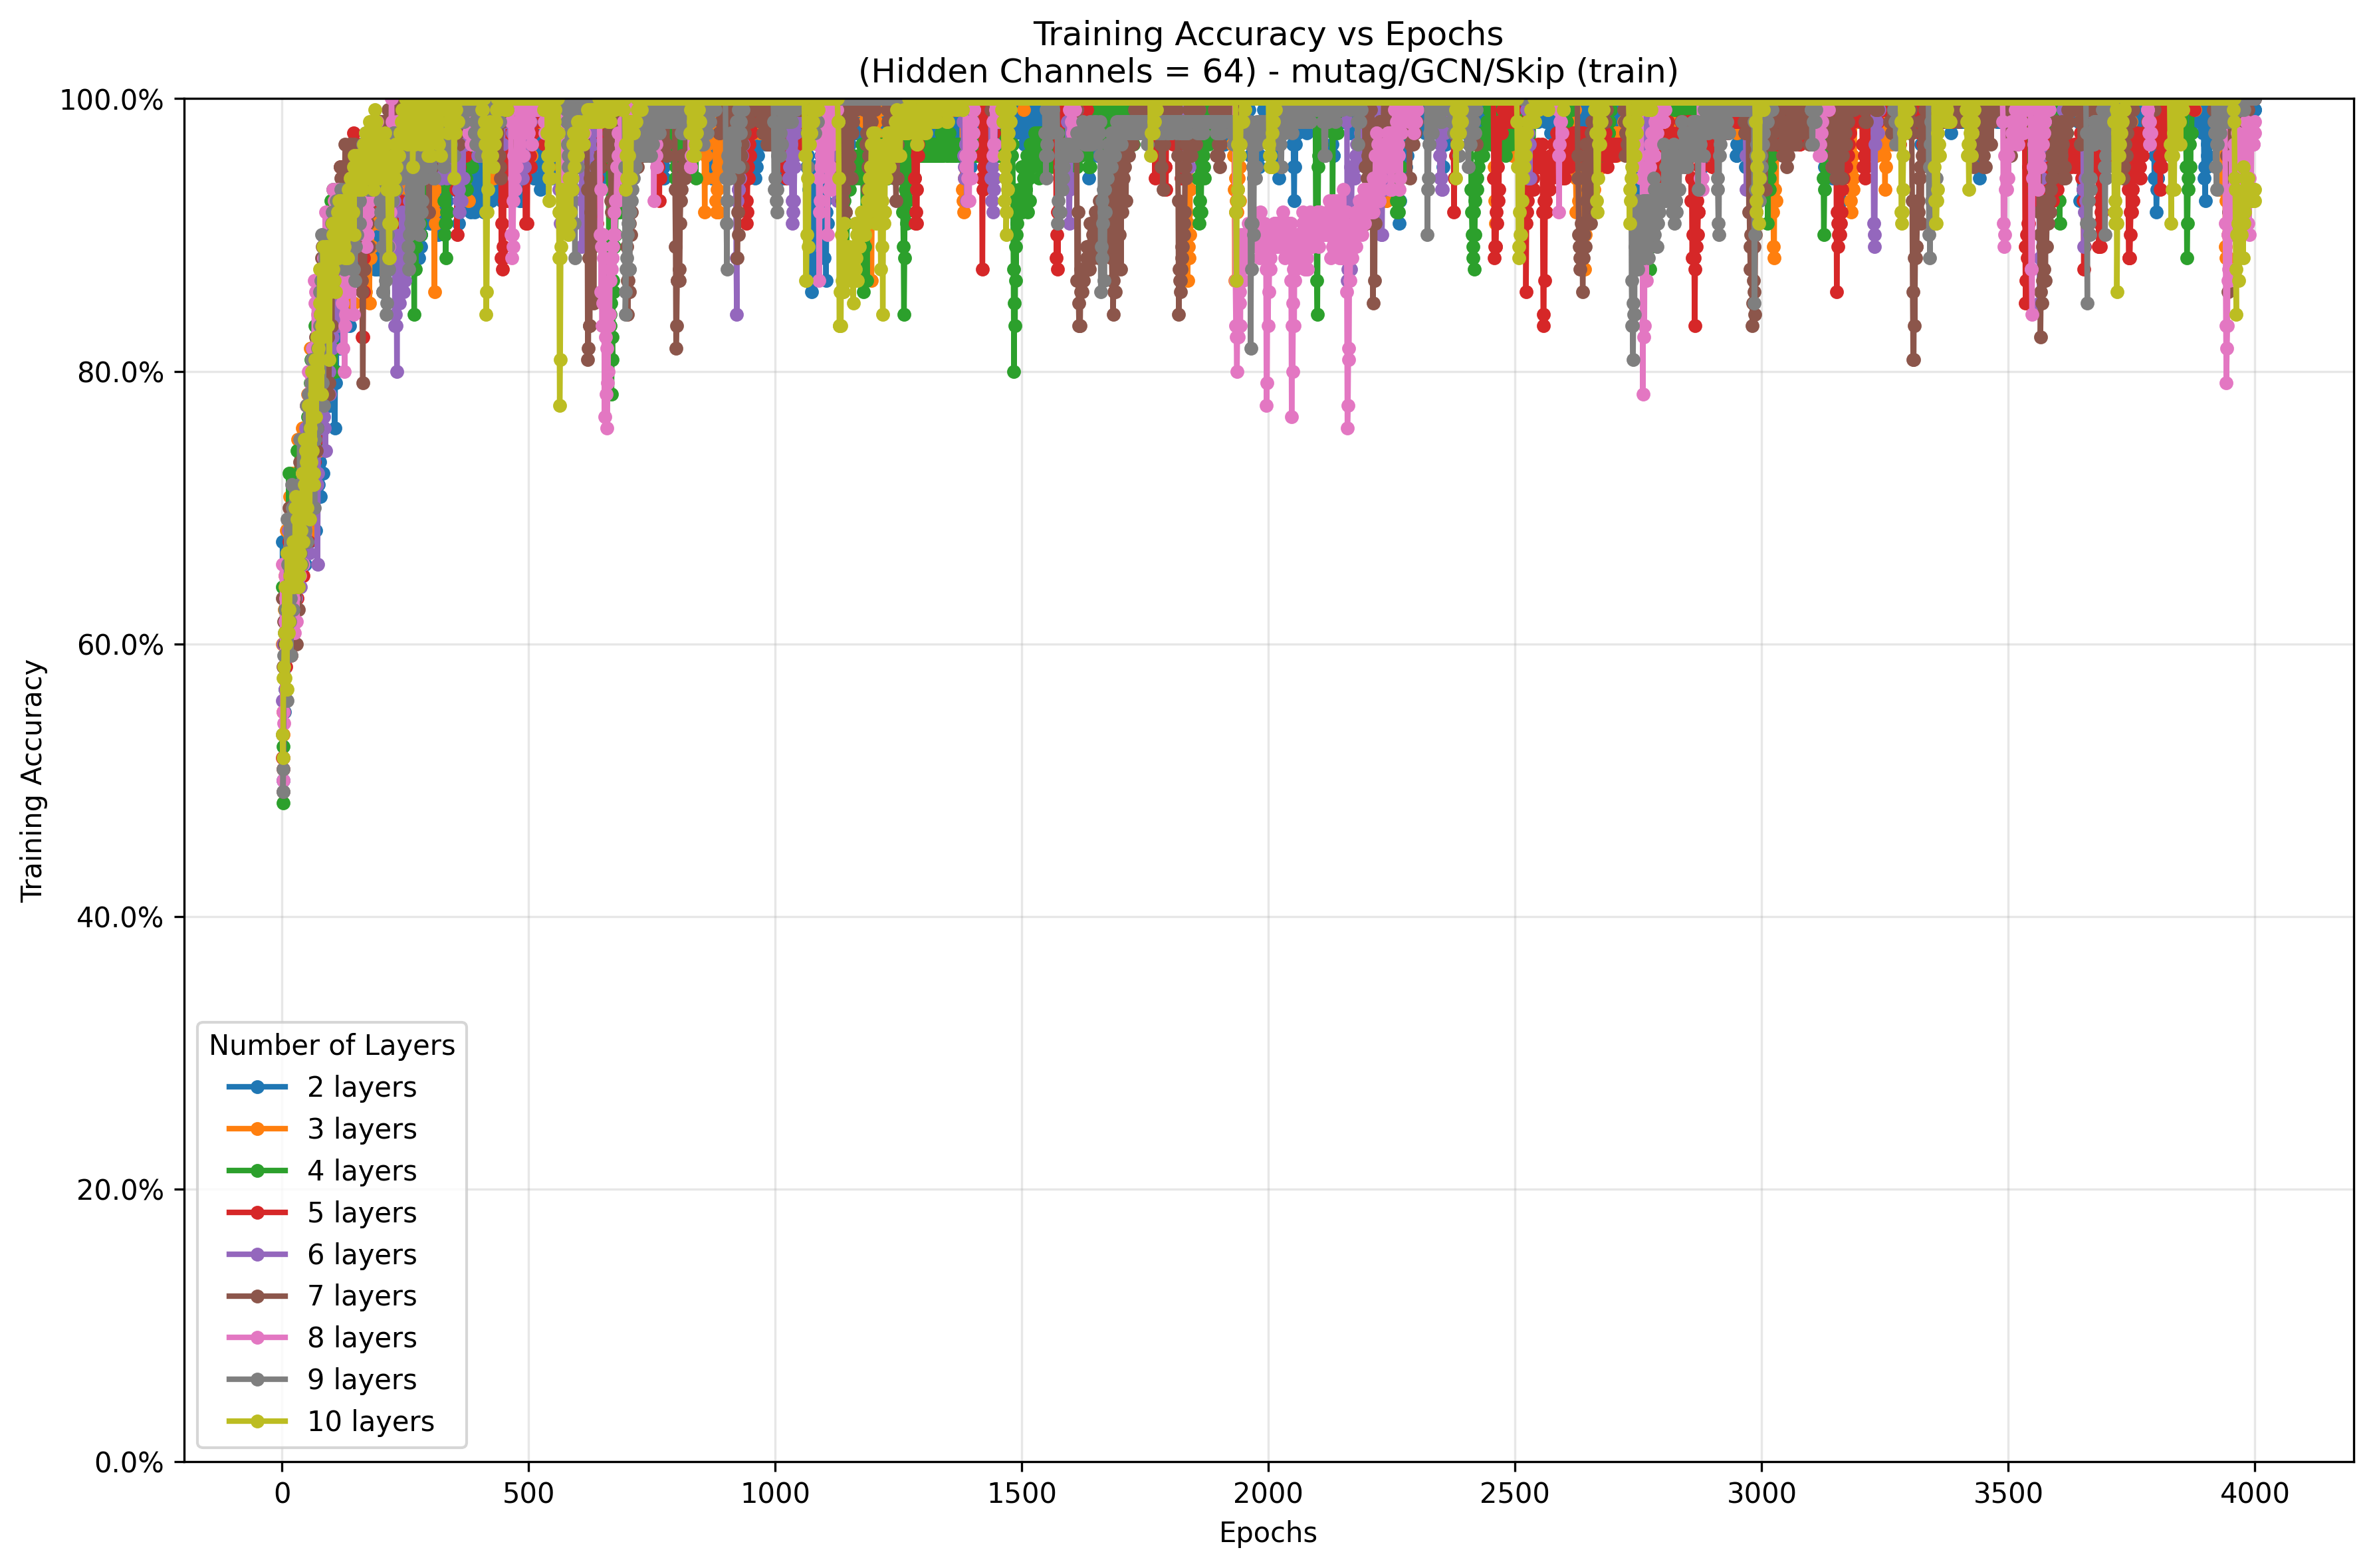 Training Accuracy vs Epochs
(Hidden Channels = 64) - mutag/GCN/Skip (train)
Training Accuracy
100.0%
80.0%
60.0%
40.0%
20.0%
0.0%
Number of Layers
2 layers
3 layers
4 layers
5 layers
6 layers
7 layers
8 layers
9 layers
10 layers
0 500 1000 1500 2000 2500 3000 3500 4000
Epochs